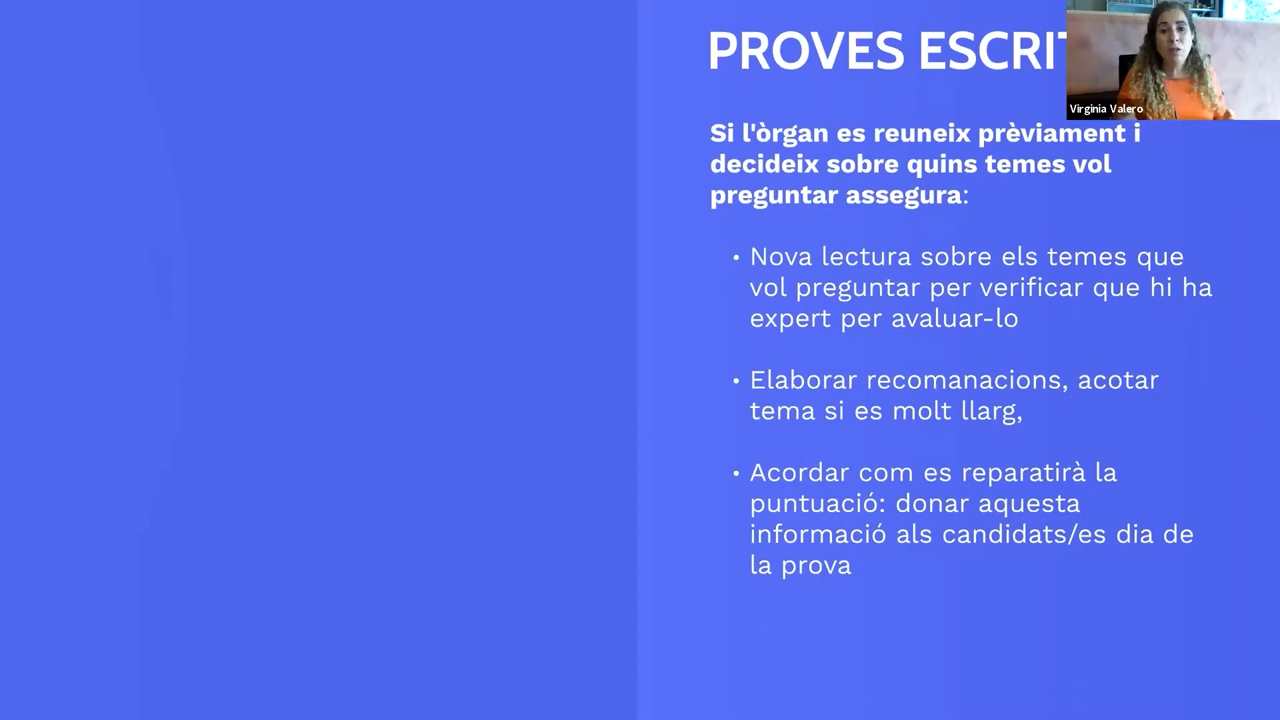 PROVES
Virginia Valero
Si l'òrgan es reuneix prèviament i
decideix sobre quins temes vol
preguntar assegura:
• Nova lectura sobre els temes que
vol preguntar per verificar que hi ha
expert per avaluar-lo
• Elaborar recomanacions, acotar
tema si es molt llarg,
• Acordar com es reparatirà la
puntuació: donar aquesta
informació als candidats/es dia de
la prova